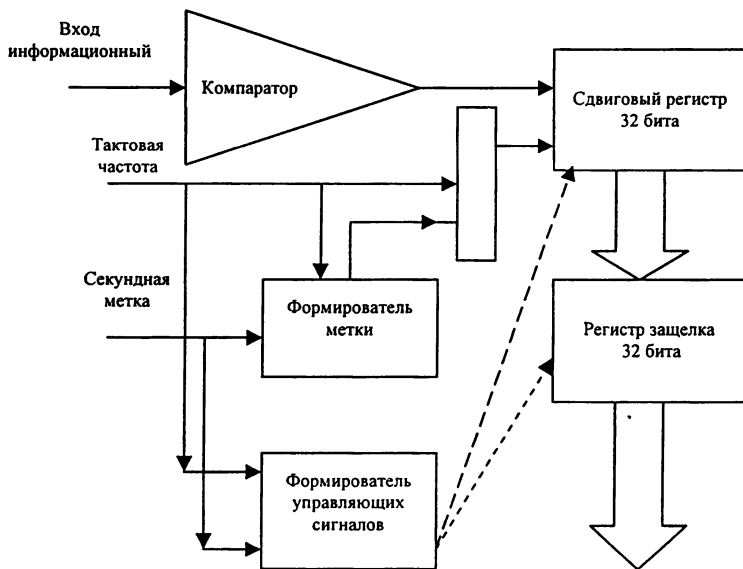 Вход
информационный
Компаратор
Сдвиговый регистр
32 бита
Тактовая
частота
Секундная
метка
Формирователь
метки
Регистр защелка
32 бита
Формирователь
управляющих
сигналов